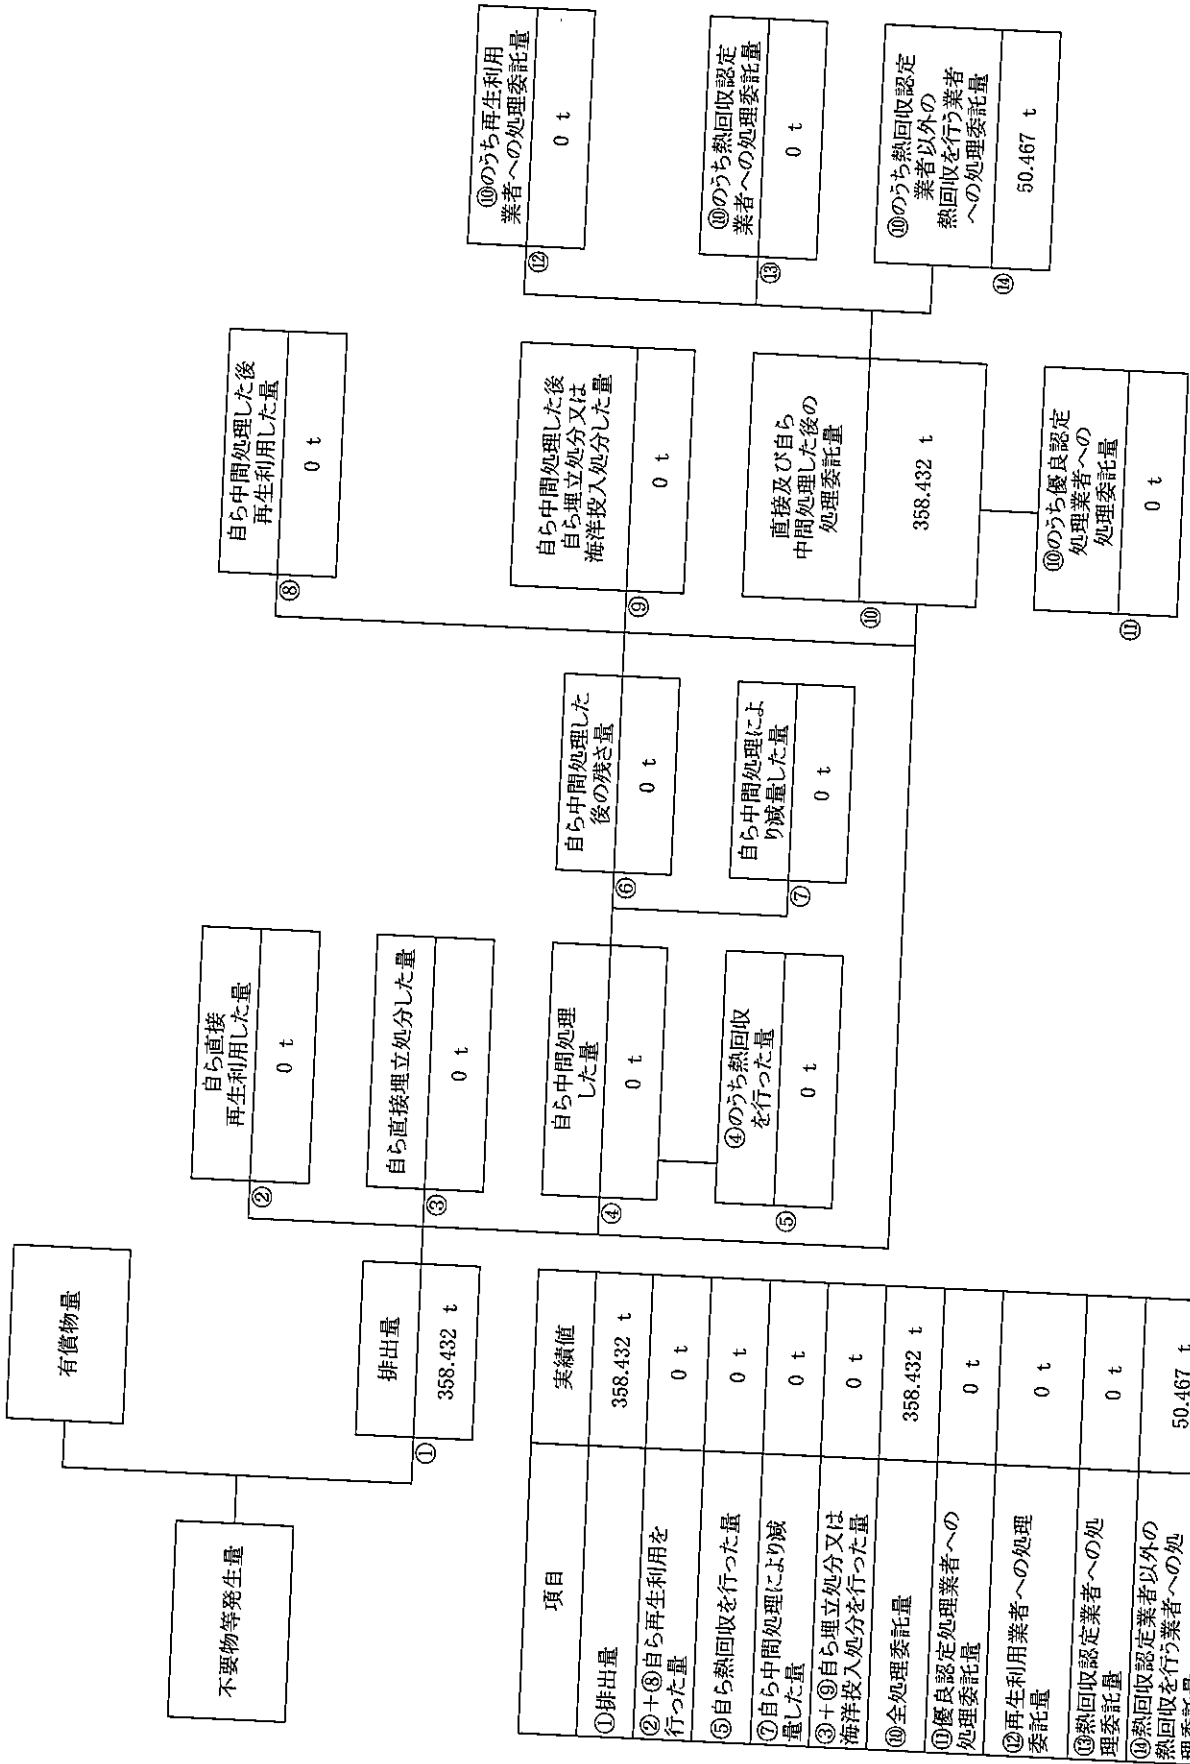 有償物量
不要物等発生量
排出量
①
358.432 t
自ら直接
再生利用した量
②
0 t
自ら直接埋立処分した量
③
0 t
自ら中間処理
した量
④
0 t
④のうち熱回収
を行った量
⑤
0 t
自ら中間処理した
後の残さ量
⑥
0 t
自ら中間処理によ
り減量した量
⑦
0 t
自ら中間処理した後
再生利用した量
⑧
0 t
自ら中間処理した後
自ら埋立処分又は
海洋投入処分した量
⑨
0 t
直接及び自ら
中間処理した後の
処理委託量
⑩
358.432 t
⑩のうち優良認定
処理業者への
処理委託量
⑪
0 t
⑩のうち再生利用
業者への処理委託量
⑫
0 t
⑩のうち熱回収認定
業者への処理委託量
⑬
0 t
⑩のうち熱回収認定
業者以外の
熱回収を行う業者
への処理委託量
⑭
50.467 t
項目
実績値
①排出量
358.432 t
②+⑧自ら再生利用を
行った量
0 t
⑤自ら熱回収を行った量
0 t
⑦自ら中間処理により減
量した量
0 t
③+⑨自ら埋立処分又は
海洋投入処分を行った量
0 t
⑩全処理委託量
358.432 t
⑪優良認定処理業者への
処理委託量
0 t
⑫再生利用業者への処理
委託量
0 t
⑬熱回収認定業者への処
理委託量
0 t
⑭熱回収認定業者以外の
熱回収を行う業者への処
理委託量
50.467 t